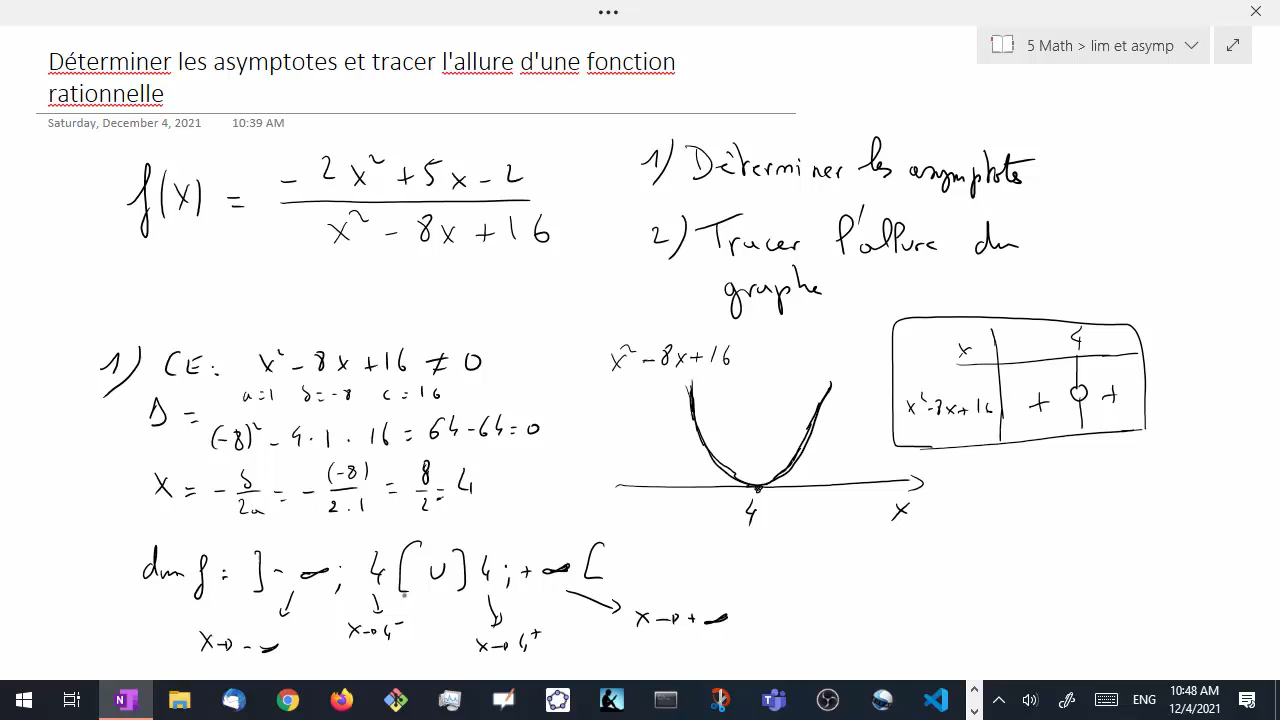 5 Math > lim et asymp
Déterminer les asymptotes et tracer l'allure d'une fonction
rationnelle
Saturday, December 4, 2021 10:39 AM
f(x) = (-2x² + 5x - 2) / (x² - 8x + 16)
1) Déterminer les asymptotes
2) Tracer l'allure du
graphe
1) CE: x² - 8x + 16 ≠ 0
a=1 b=-8 c=16
Δ = (-8)² - 4·1·16 = 64-64 = 0
x = -b/2a = -(-8)/2·1 = 8/2 = 4
x² - 8x + 16
4
x
x 4
x²-8x+16 + +
dom f = ]-∞; 4[ ∪ ]4; +∞[
x→-∞ x→4⁻ x→4⁺ x→+∞
ENG
10:48 AM
12/4/2021